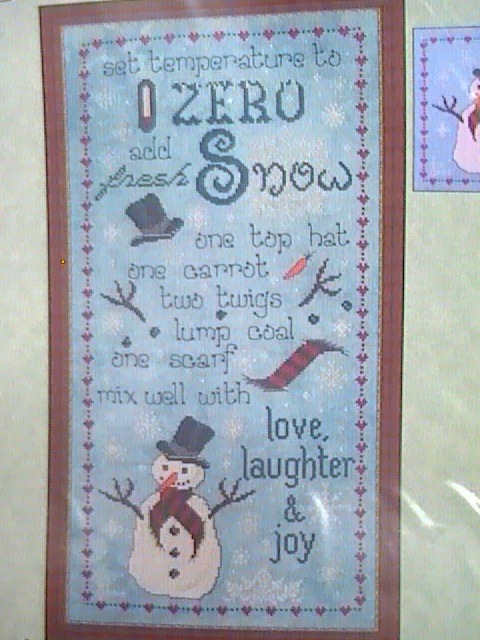 set temperature to
ZERO
add
fresh Snow
one top hat
one carrot
two twigs
lump coal
one scarf
mix well with
love,
laughter
&
joy